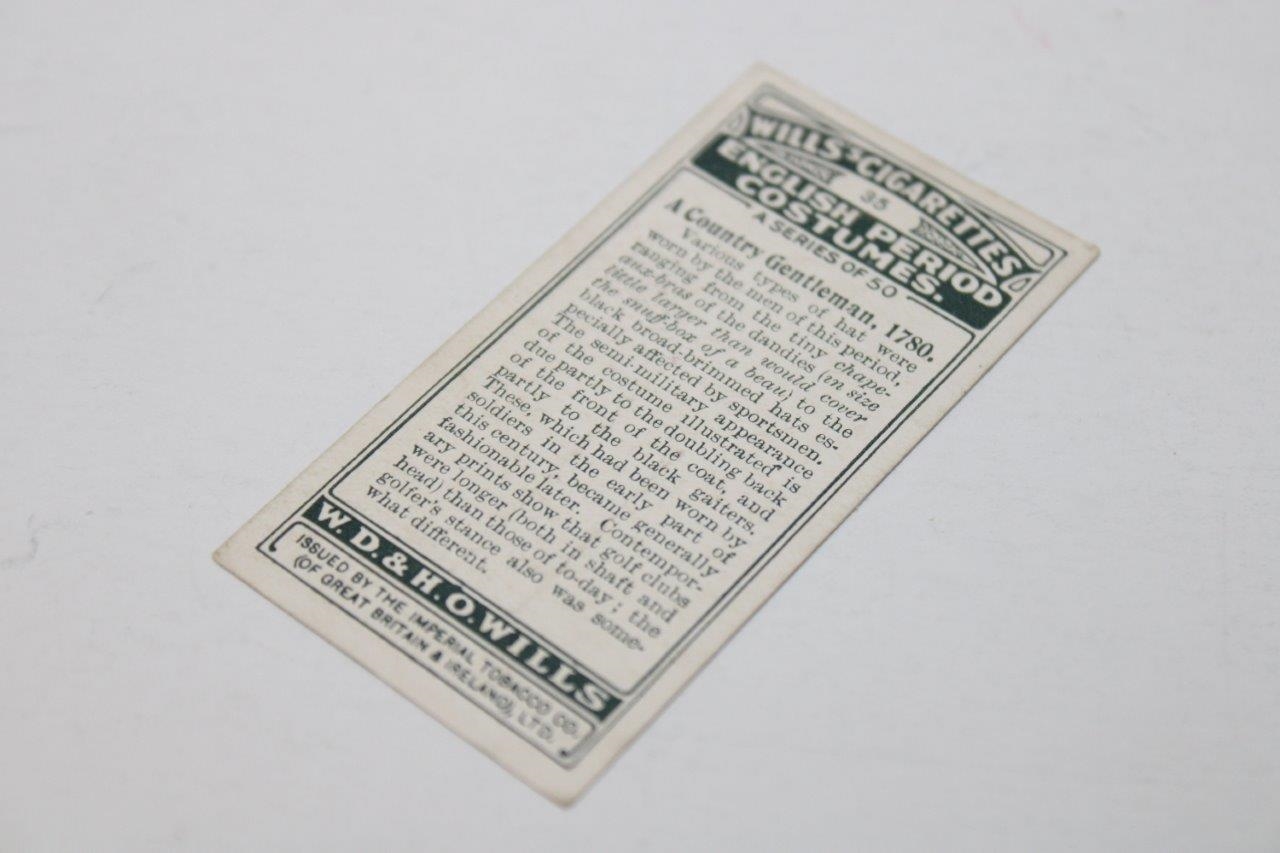 WILLS'S CIGARETTES
35
ENGLISH PERIOD
COSTUMES.
A SERIES OF 50
A Country Gentleman, 1780.
Various types of hat were
worn by the men of this period,
ranging from the tiny chape-
aux-bras of the dandies (in size
little larger than would cover
the snuff-box of a beau) to the
black broad-brimmed hats es-
pecially affected by sportsmen.
The semi-military appearance
of the costume illustrated is
due partly to the doubling back
of the front of the coat, and
partly to the black gaiters.
These, which had been worn by
soldiers in the early part of
this century, became generally
fashionable later. Contempor-
ary prints show that golf clubs
were longer (both in shaft and
head) than those of to-day; the
golfer's stance also was some-
what different.
W. D. & H. O. WILLS
ISSUED BY THE IMPERIAL TOBACCO CO.
(OF GREAT BRITAIN & IRELAND), LTD.